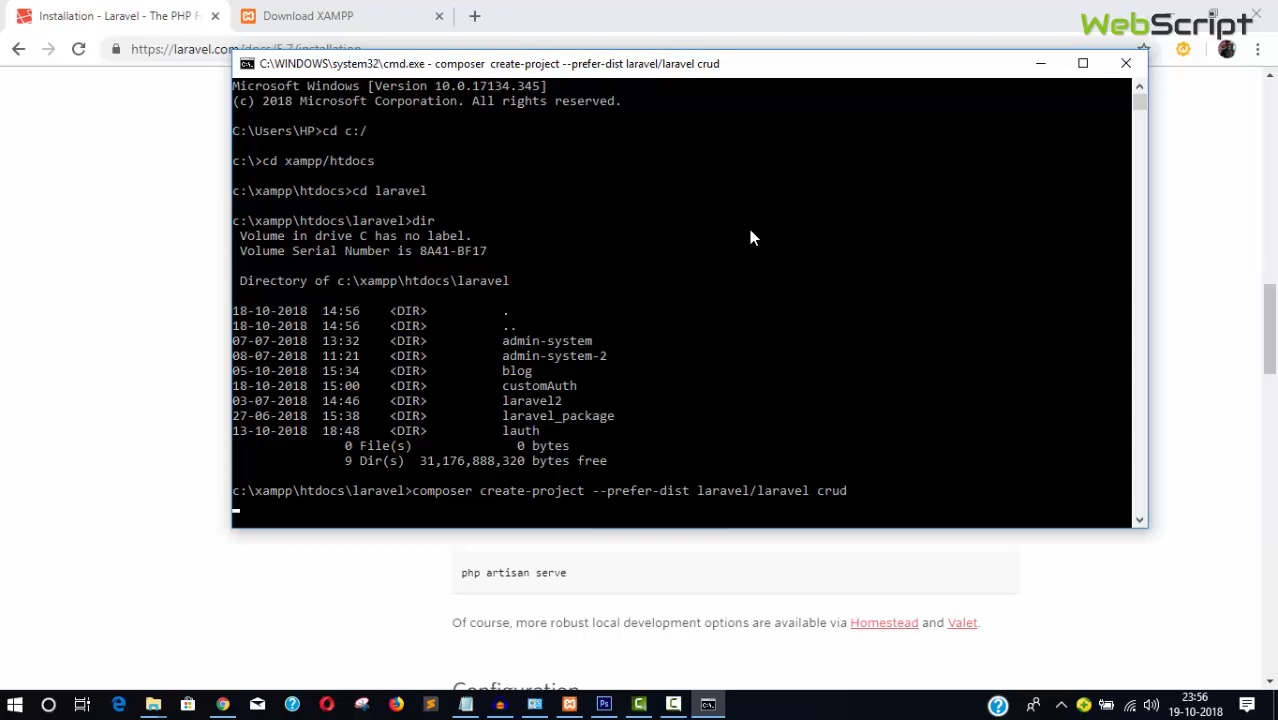 Installation - Laravel - The PHP F
Download XAMPP
WebScript
https://laravel.com/docs/5.7/installation
C:\WINDOWS\system32\cmd.exe - composer create-project --prefer-dist laravel/laravel crud
Microsoft Windows [Version 10.0.17134.345]
(c) 2018 Microsoft Corporation. All rights reserved.
C:\Users\HP>cd c:/
c:\>cd xampp/htdocs
c:\xampp\htdocs>cd laravel
c:\xampp\htdocs\laravel>dir
Volume in drive C has no label.
Volume Serial Number is 8A41-BF17
Directory of c:\xampp\htdocs\laravel
18-10-2018 14:56 <DIR> .
18-10-2018 14:56 <DIR> ..
07-07-2018 13:32 <DIR> admin-system
08-07-2018 11:21 <DIR> admin-system-2
05-10-2018 15:34 <DIR> blog
18-10-2018 15:00 <DIR> customAuth
03-07-2018 14:46 <DIR> laravel2
27-06-2018 15:38 <DIR> laravel_package
13-10-2018 18:48 <DIR> lauth
0 File(s) 0 bytes
9 Dir(s) 31,176,888,320 bytes free
c:\xampp\htdocs\laravel>composer create-project --prefer-dist laravel/laravel crud
php artisan serve
Of course, more robust local development options are available via Homestead and Valet.
Configuration
23:56
19-10-2018